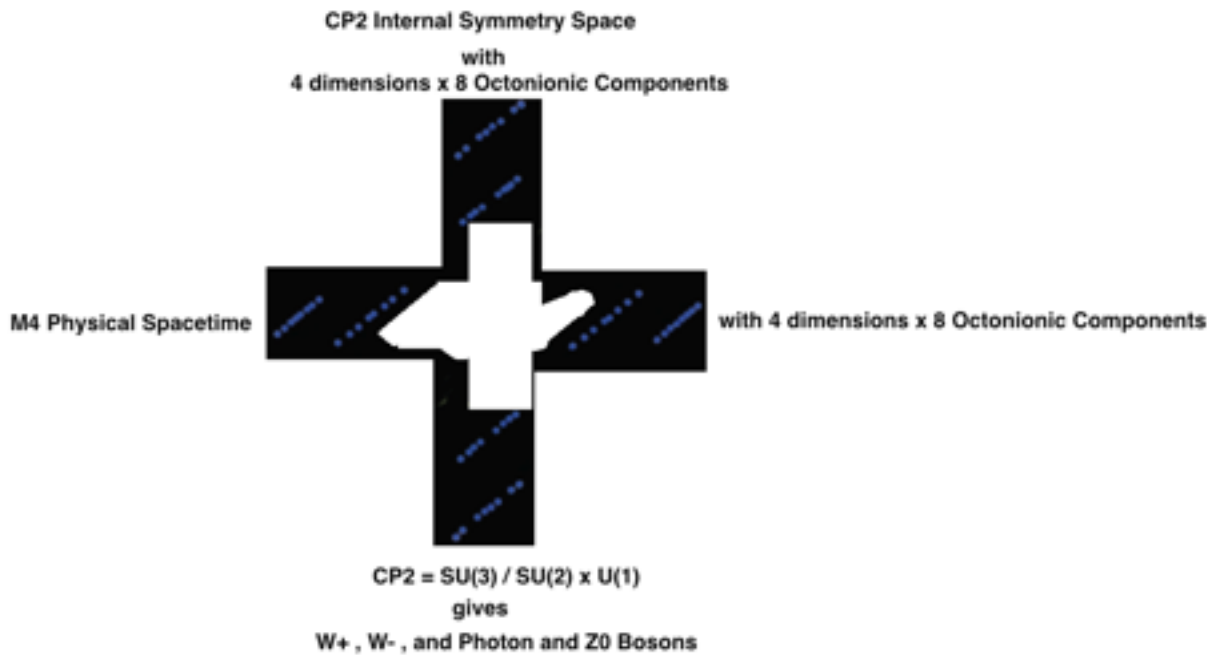 CP2 Internal Symmetry Space
with
4 dimensions x 8 Octonionic Components
M4 Physical Spacetime
with 4 dimensions x 8 Octonionic Components
CP2 = SU(3) / SU(2) x U(1)
gives
W+ , W- , and Photon and Z0 Bosons